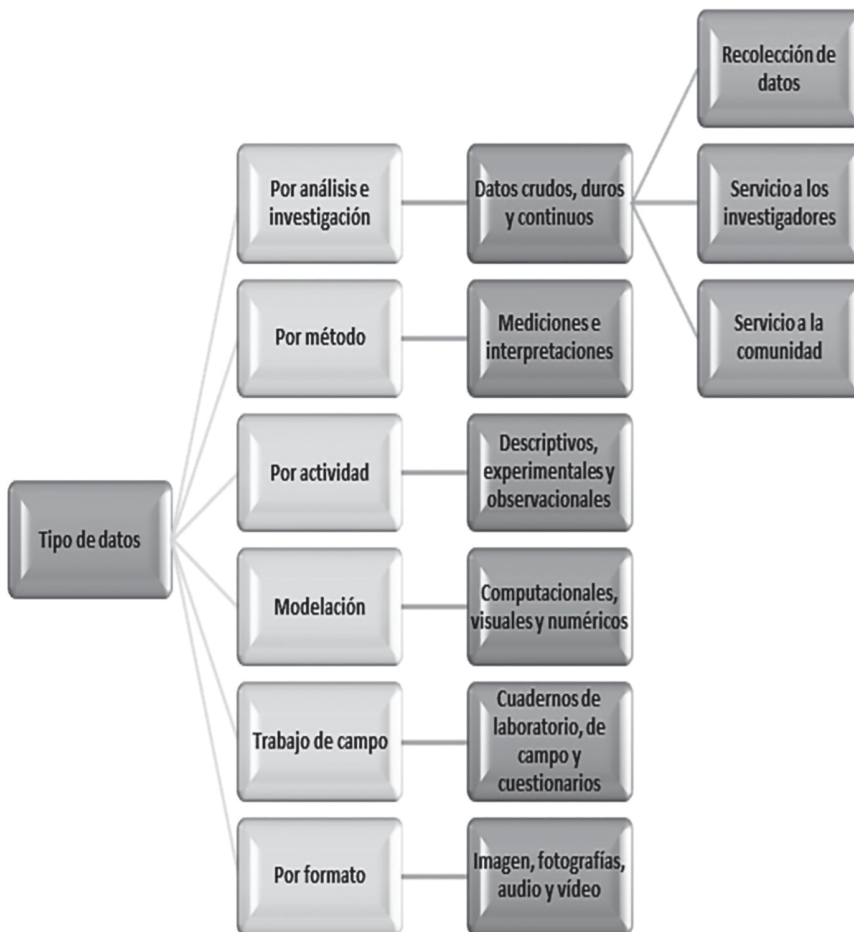 Recolección de
datos
Por análisis e
investigación
Datos crudos, duros
y continuos
Servicio a los
investigadores
Por método
Mediciones e
interpretaciones
Servicio a la
comunidad
Por actividad
Descriptivos,
experimentales y
observacionales
Tipo de datos
Modelación
Computacionales,
visuales y numéricos
Trabajo de campo
Cuadernos de
laboratorio, de
campo y
cuestionarios
Por formato
Imagen, fotografías,
audio y vídeo